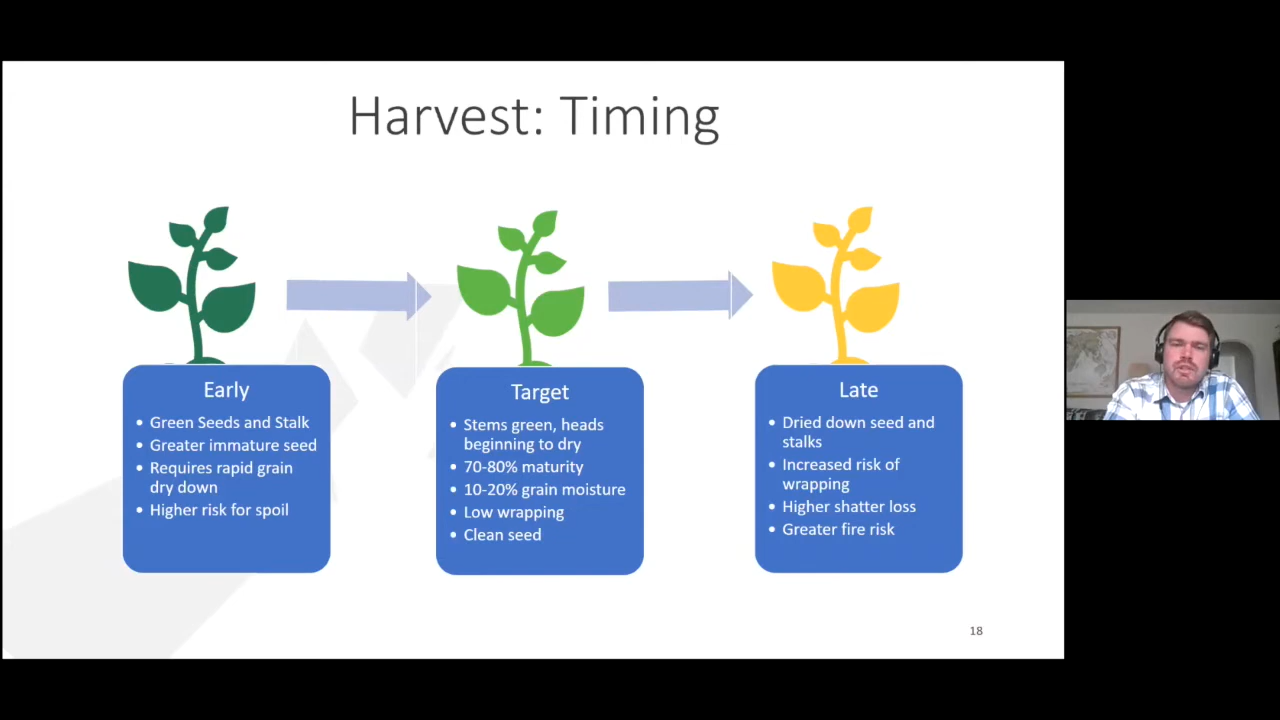 Harvest: Timing
Early
• Green Seeds and Stalk
• Greater immature seed
• Requires rapid grain
dry down
• Higher risk for spoil
Target
• Stems green, heads
beginning to dry
• 70-80% maturity
• 10-20% grain moisture
• Low wrapping
• Clean seed
Late
• Dried down seed and
stalks
• Increased risk of
wrapping
• Higher shatter loss
• Greater fire risk
18